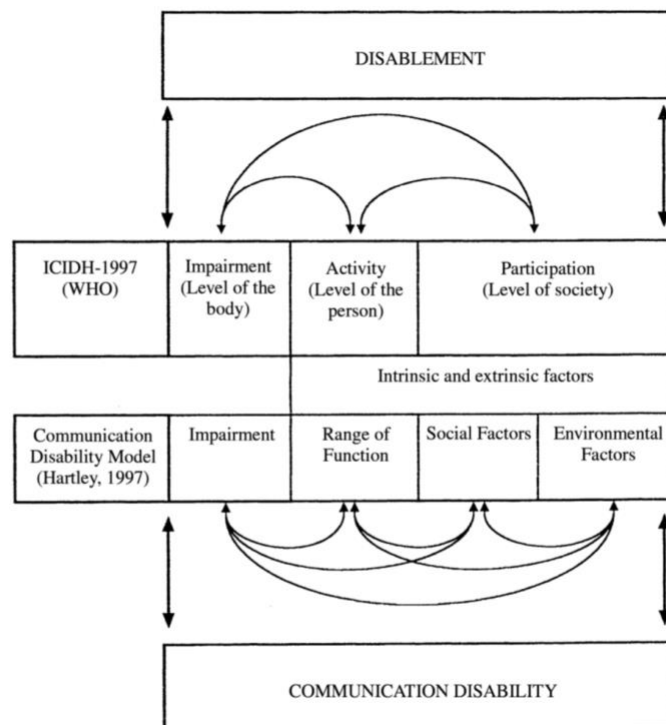 DISABLEMENT
ICIDH-1997
(WHO)
Impairment
(Level of the
body)
Activity
(Level of the
person)
Participation
(Level of society)
Intrinsic and extrinsic factors
Communication
Disability Model
(Hartley, 1997)
Impairment
Range of
Function
Social Factors
Environmental
Factors
COMMUNICATION DISABILITY